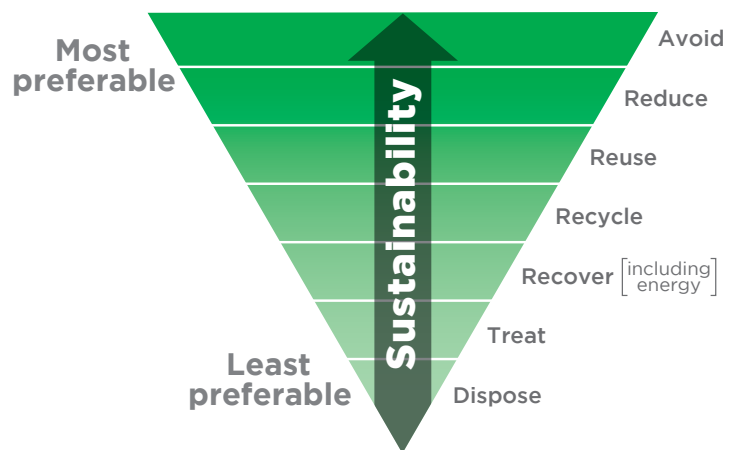 Most
preferable
Avoid
Reduce
Reuse
Recycle
Recover [including
energy]
Treat
Dispose
Least
preferable
Sustainability